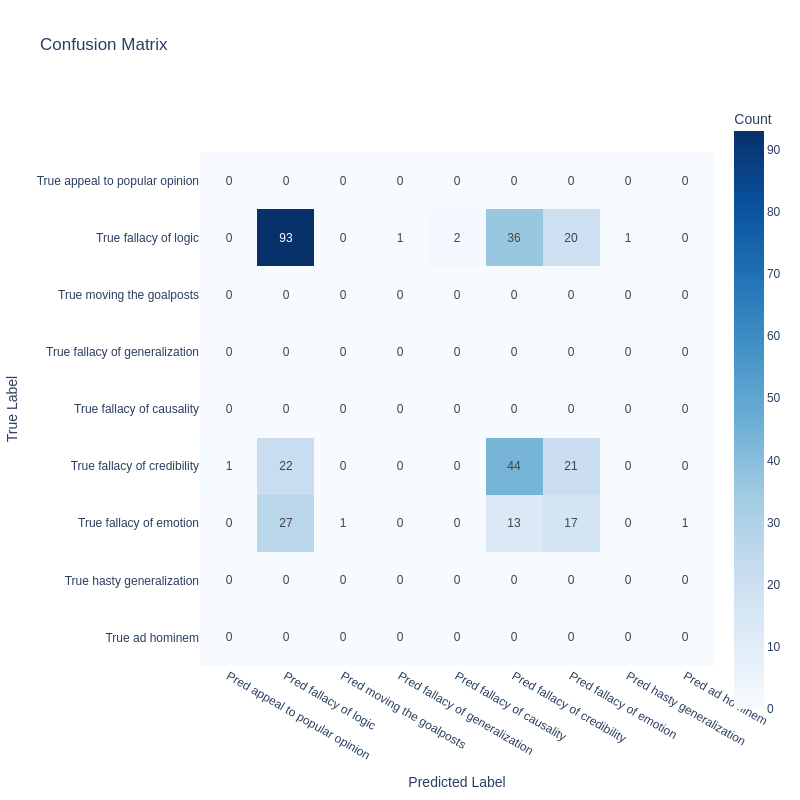 Confusion Matrix
Count
True appeal to popular opinion 0 0 0 0 0 0 0 0 0
True fallacy of logic 0 93 0 1 2 36 20 1 0
True moving the goalposts 0 0 0 0 0 0 0 0 0
True fallacy of generalization 0 0 0 0 0 0 0 0 0
True fallacy of causality 0 0 0 0 0 0 0 0 0
True fallacy of credibility 1 22 0 0 0 44 21 0 0
True fallacy of emotion 0 27 1 0 0 13 17 0 1
True hasty generalization 0 0 0 0 0 0 0 0 0
True ad hominem 0 0 0 0 0 0 0 0 0
True Label
90
80
70
60
50
40
30
20
10
0
Pred appeal to popular opinion
Pred fallacy of logic
Pred moving the goalposts
Pred fallacy of generalization
Pred fallacy of causality
Pred fallacy of credibility
Pred fallacy of emotion
Pred hasty generalization
Pred ad hominem
Predicted Label